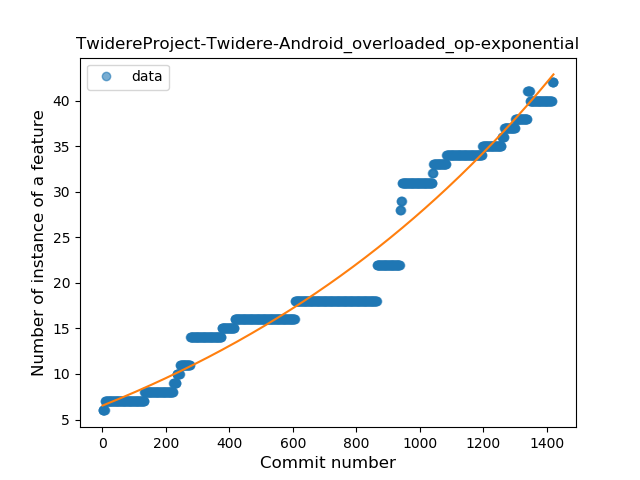 TwidereProject-Twidere-Android_overloaded_op-exponential
data
Number of instance of a feature
40
35
30
25
20
15
10
5
0 200 400 600 800 1000 1200 1400
Commit number